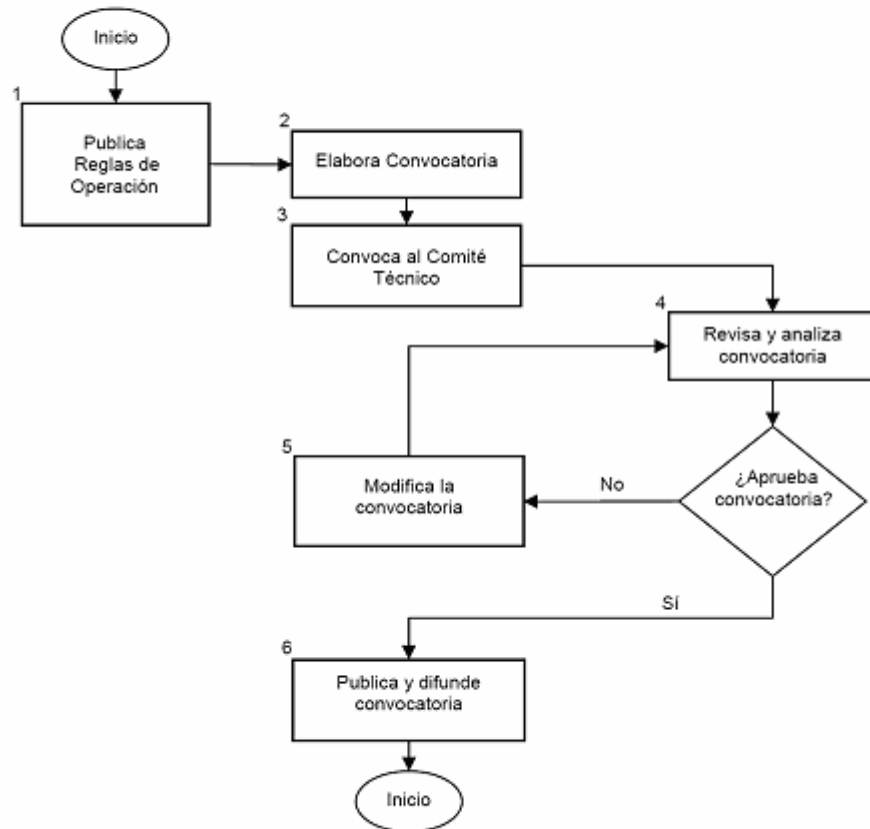 Inicio
1
Publica
Reglas de
Operación
2
Elabora Convocatoria
3
Convoca al Comité
Técnico
4
Revisa y analiza
convocatoria
¿Aprueba
convocatoria?
No
5
Modifica la
convocatoria
Sí
6
Publica y difunde
convocatoria
Inicio